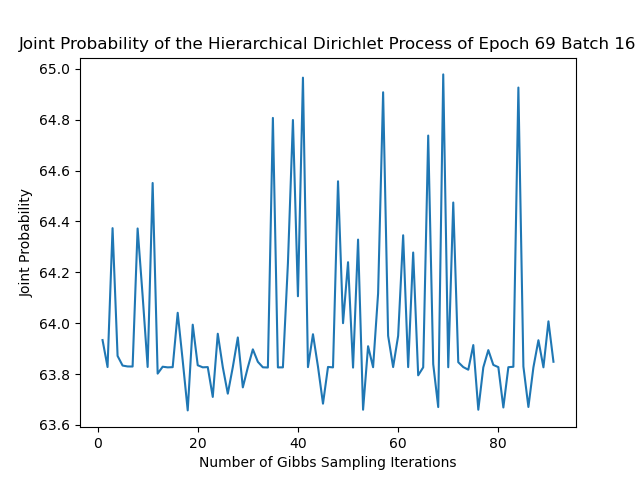 Joint Probability of the Hierarchical Dirichlet Process of Epoch 69 Batch 16
65.0
64.8
64.6
64.4
64.2
64.0
63.8
63.6
Joint Probability
0 20 40 60 80
Number of Gibbs Sampling Iterations